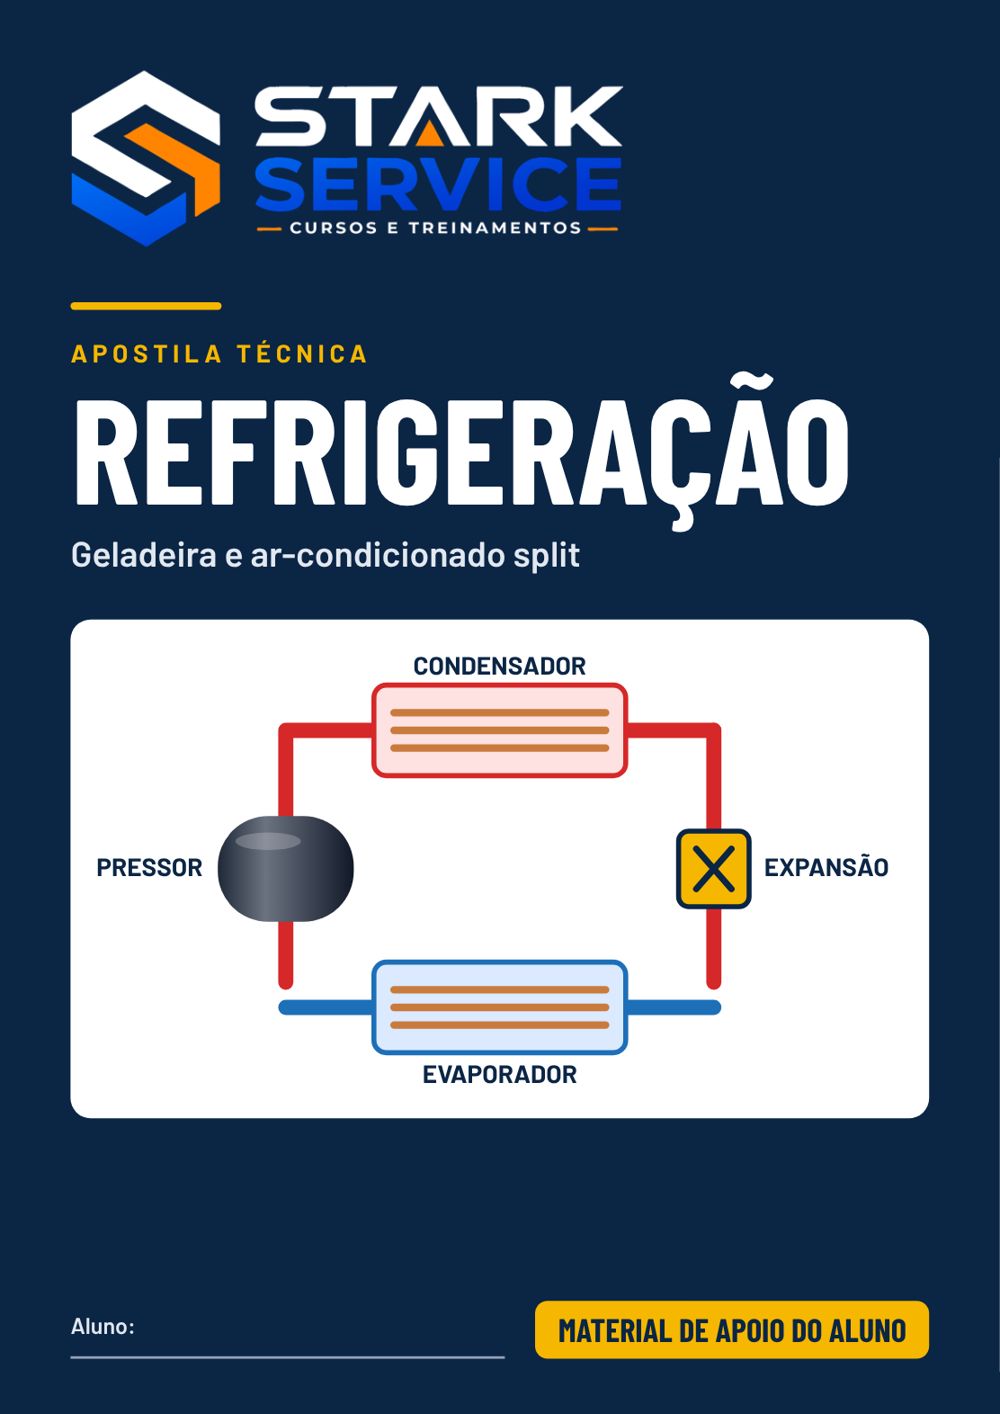 STARK
SERVICE
CURSOS E TREINAMENTOS
APOSTILA TÉCNICA
REFRIGERAÇÃO
Geladeira e ar-condicionado split
CONDENSADOR
PRESSOR
EXPANSÃO
EVAPORADOR
Aluno:
MATERIAL DE APOIO DO ALUNO